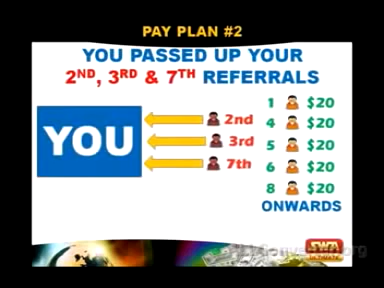 PAY PLAN #2
YOU PASSED UP YOUR
2ND, 3RD & 7TH REFERRALS
YOU
2nd
3rd
7th
1 $20
4 $20
5 $20
6 $20
8 $20
ONWARDS
SWA
ULTIMATE